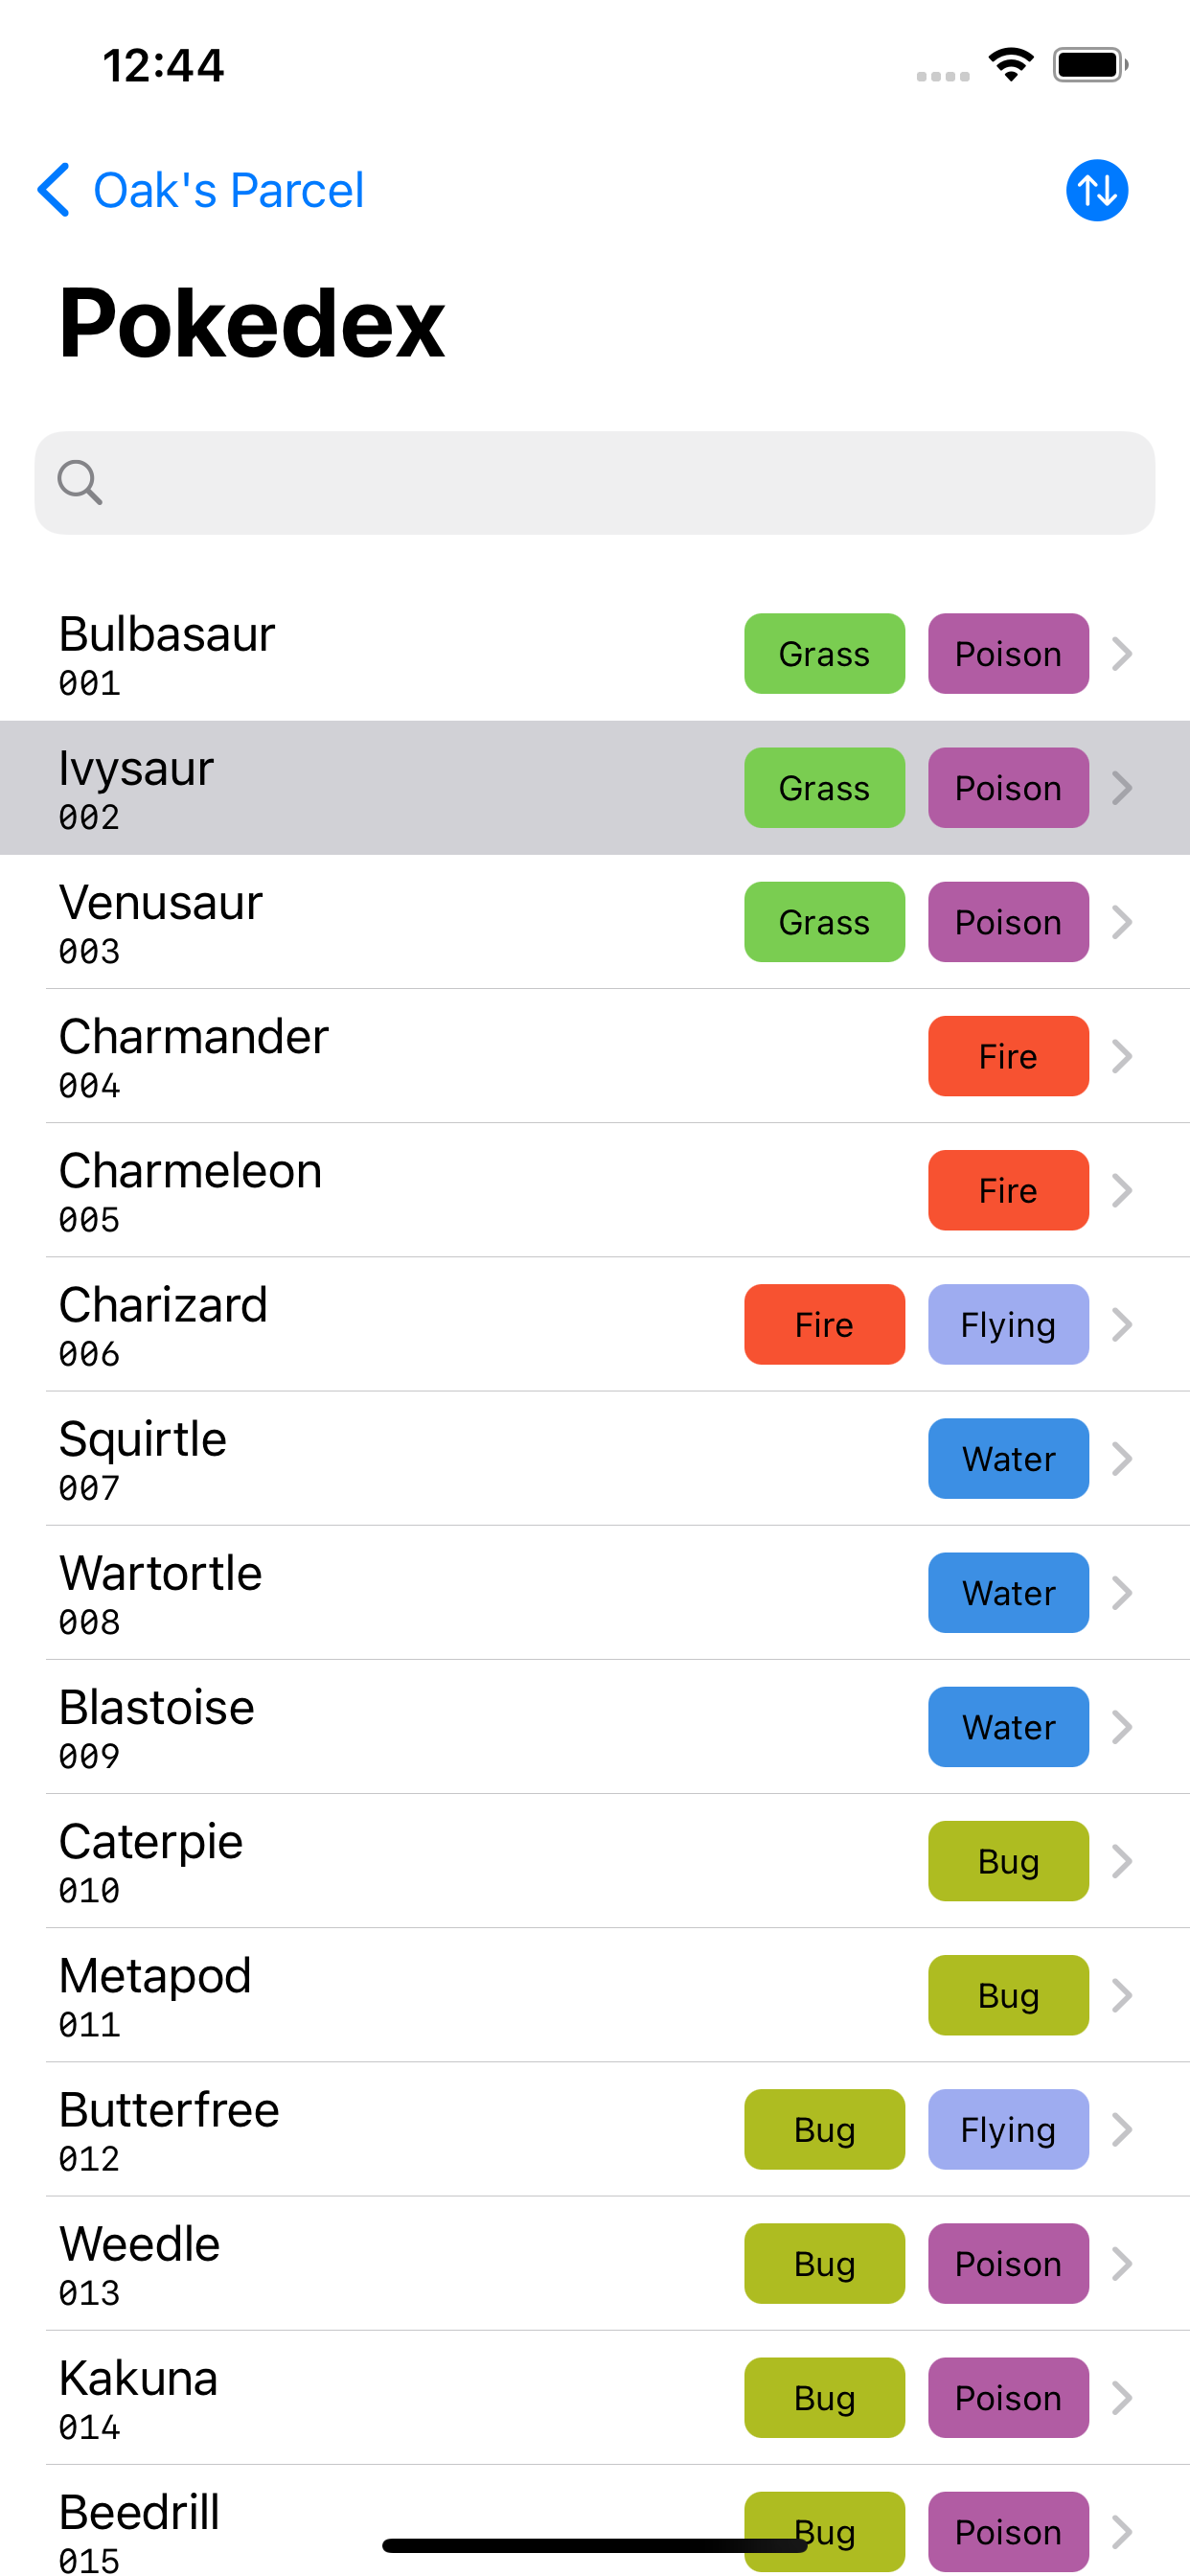 12:44
Oak's Parcel
Pokedex
Bulbasaur
001
Grass Poison
Ivysaur
002
Grass Poison
Venusaur
003
Grass Poison
Charmander
004
Fire
Charmeleon
005
Fire
Charizard
006
Fire Flying
Squirtle
007
Water
Wartortle
008
Water
Blastoise
009
Water
Caterpie
010
Bug
Metapod
011
Bug
Butterfree
012
Bug Flying
Weedle
013
Bug Poison
Kakuna
014
Bug Poison
Beedrill
015
Bug Poison